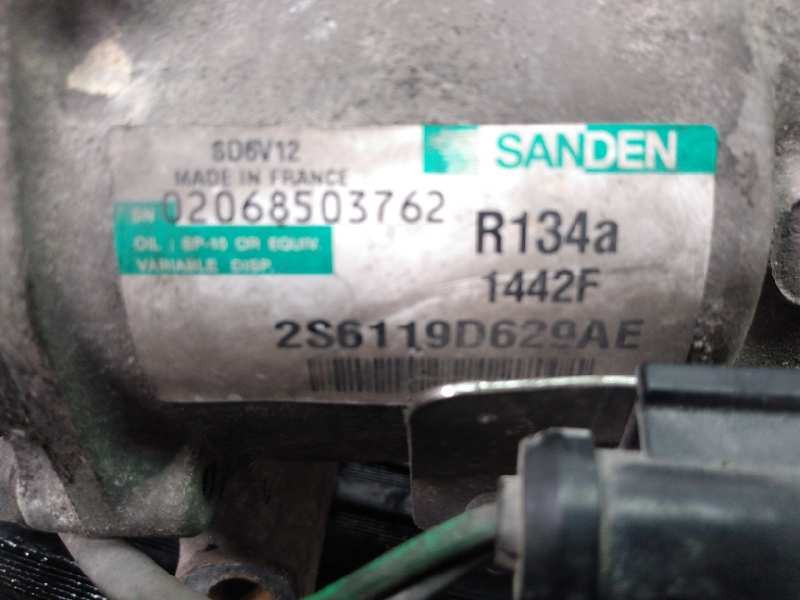 SD6V12
SANDEN
MADE IN FRANCE
SN 02068503762
R134a
OIL : SP-10 OR EQUIV.
VARIABLE DISP.
1442F
2S6119D629AE